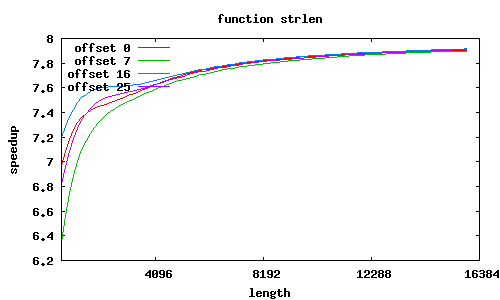 function strlen
8
offset 0
7.8
offset 7
offset 16
7.6
offset 25
7.4
7.2
7
speedup
6.8
6.6
6.4
6.2
4096 8192 12288 16384
length